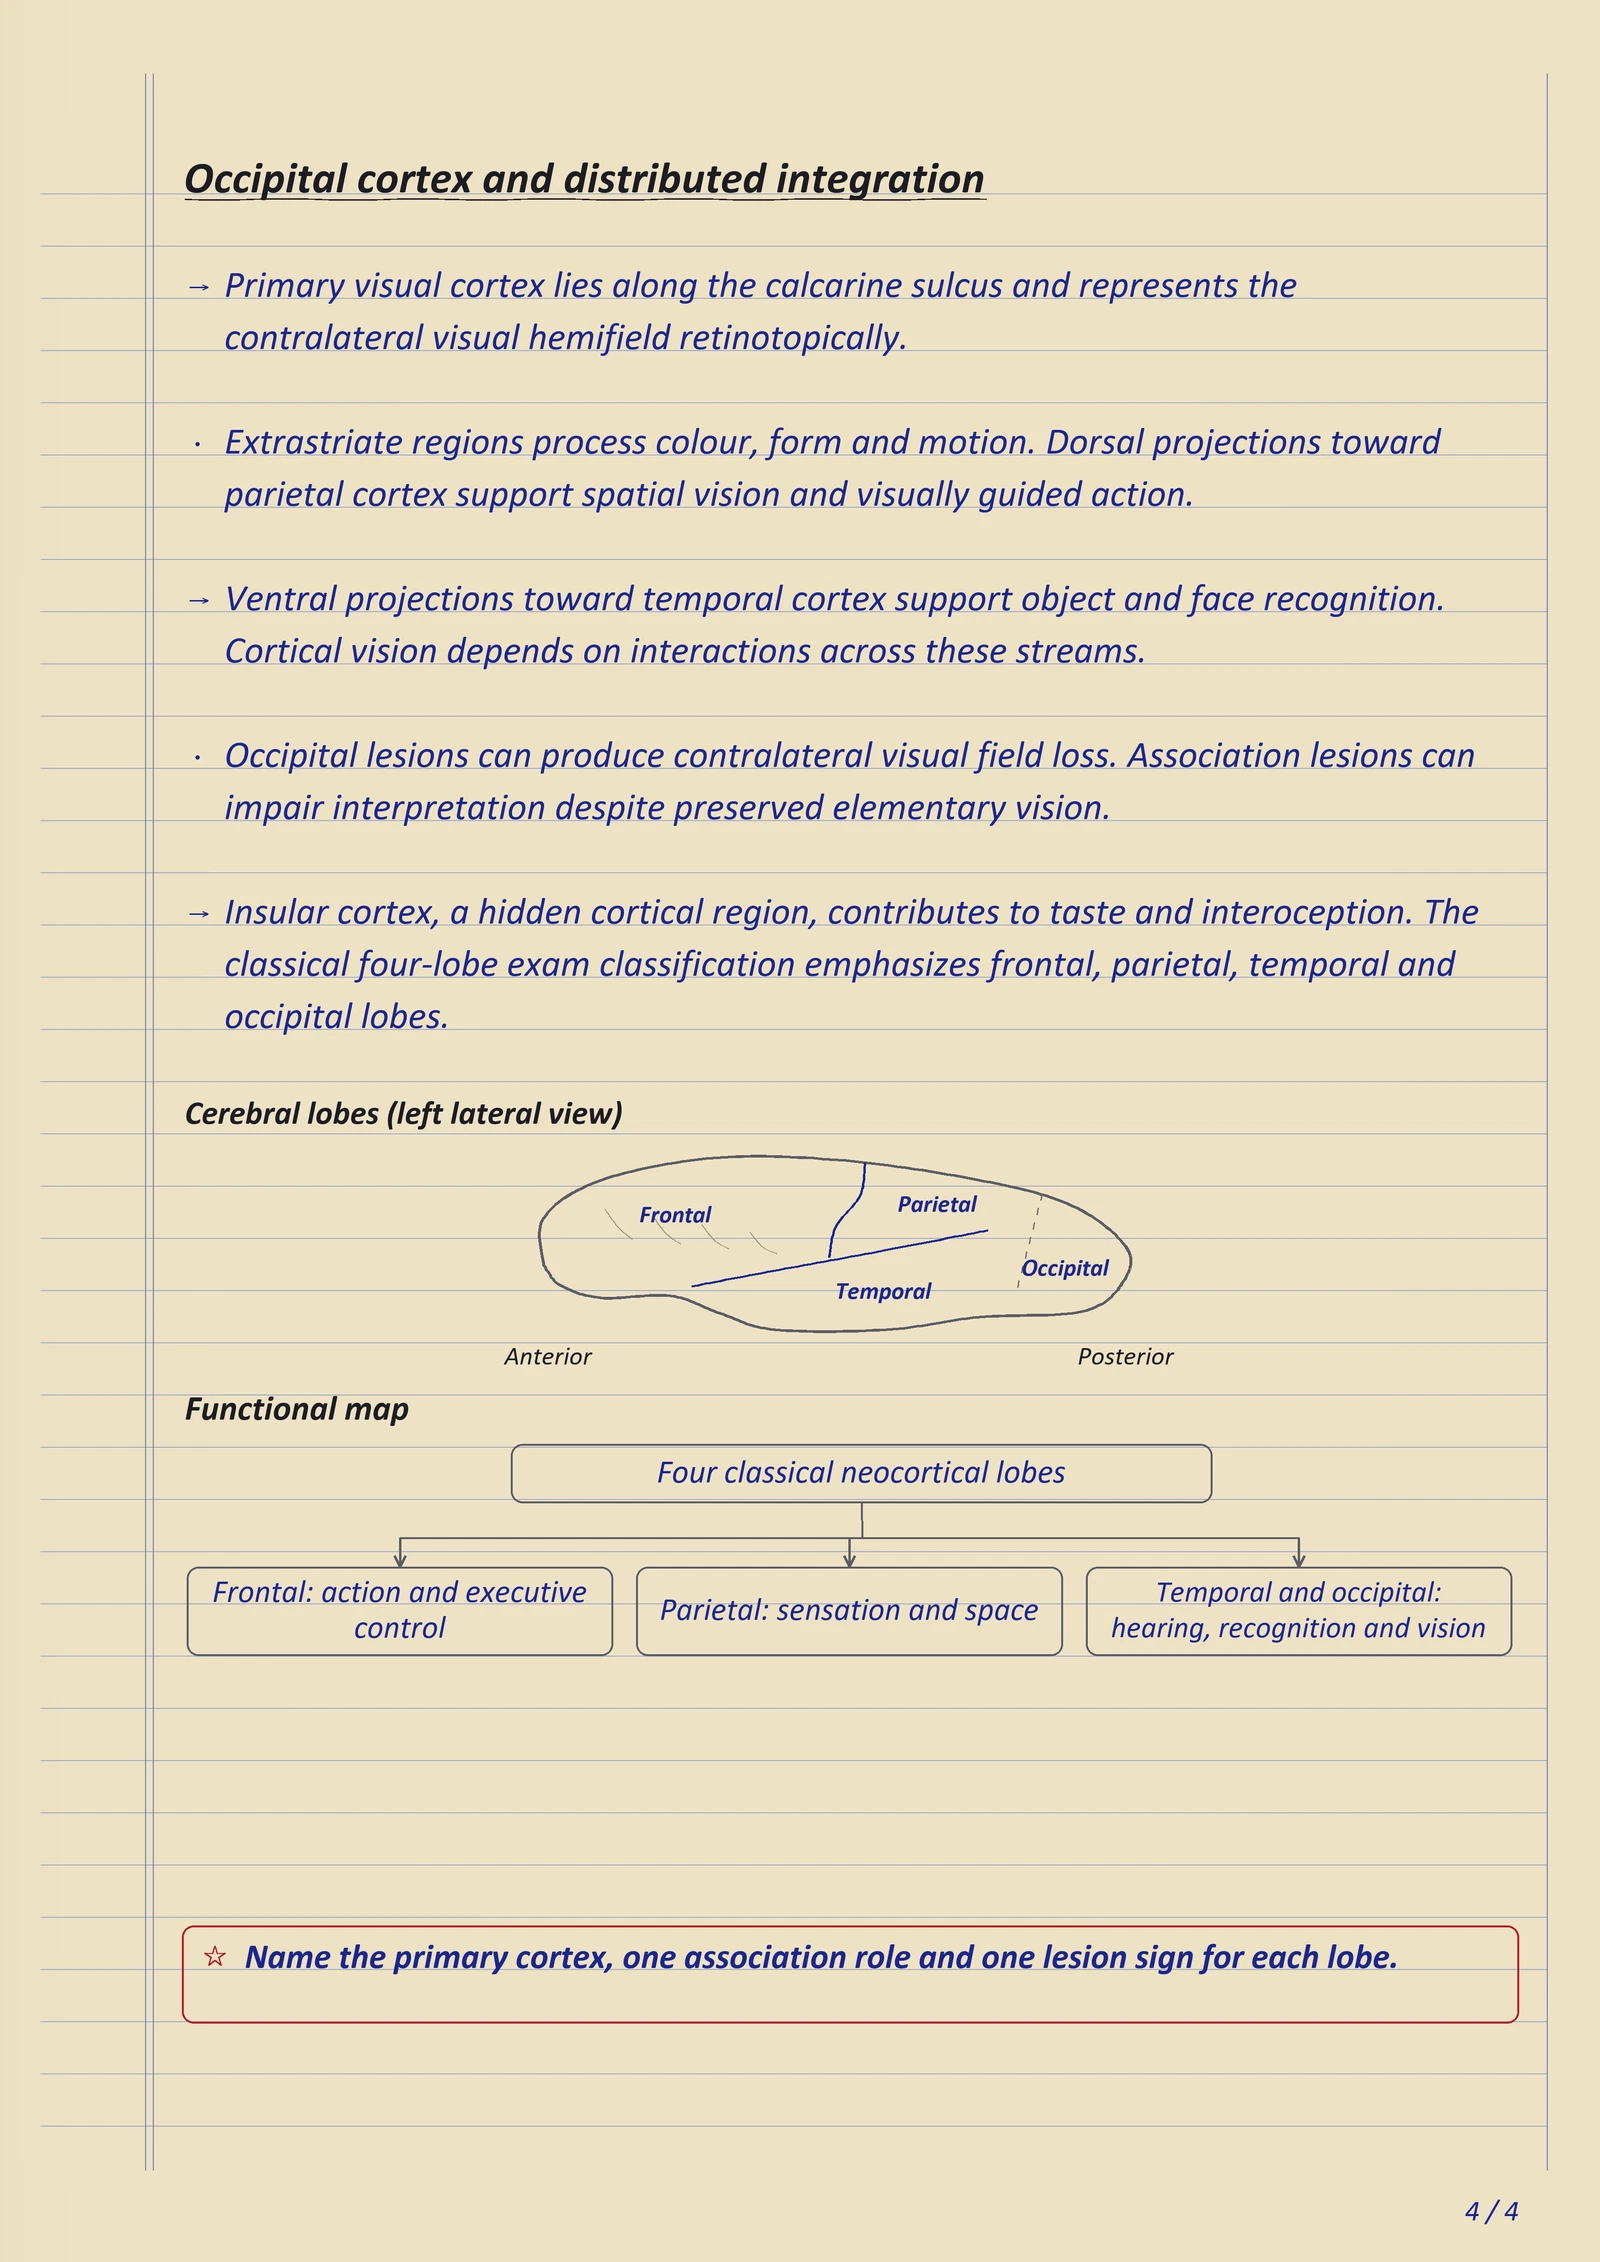 Occipital cortex and distributed integration
→ Primary visual cortex lies along the calcarine sulcus and represents the
contralateral visual hemifield retinotopically.
· Extrastriate regions process colour, form and motion. Dorsal projections toward
parietal cortex support spatial vision and visually guided action.
→ Ventral projections toward temporal cortex support object and face recognition.
Cortical vision depends on interactions across these streams.
· Occipital lesions can produce contralateral visual field loss. Association lesions can
impair interpretation despite preserved elementary vision.
→ Insular cortex, a hidden cortical region, contributes to taste and interoception. The
classical four-lobe exam classification emphasizes frontal, parietal, temporal and
occipital lobes.
Cerebral lobes (left lateral view)
Frontal
Parietal
Occipital
Temporal
Anterior
Posterior
Functional map
Four classical neocortical lobes
Frontal: action and executive
control
Parietal: sensation and space
Temporal and occipital:
hearing, recognition and vision
☆ Name the primary cortex, one association role and one lesion sign for each lobe.
4 / 4